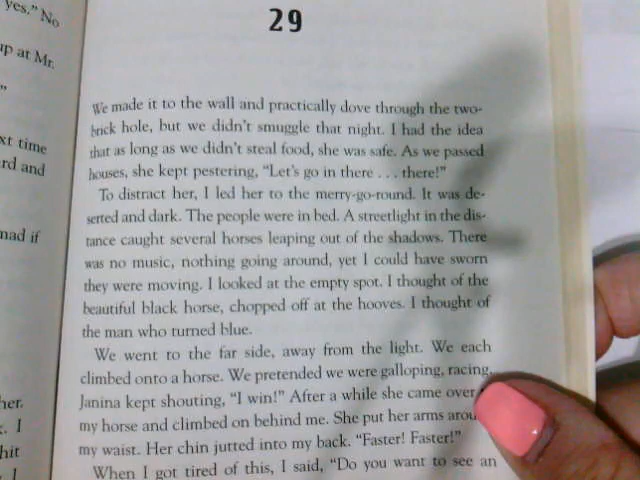 yes." No
up at Mr.
"
xt time
rd and
mad if
her.
. I
hit
I
29
We made it to the wall and practically dove through the two-
brick hole, but we didn't smuggle that night. I had the idea
that as long as we didn't steal food, she was safe. As we passed
houses, she kept pestering, "Let's go in there . . . there!"
To distract her, I led her to the merry-go-round. It was de-
serted and dark. The people were in bed. A streetlight in the dis-
tance caught several horses leaping out of the shadows. There
was no music, nothing going around, yet I could have sworn
they were moving. I looked at the empty spot. I thought of the
beautiful black horse, chopped off at the hooves. I thought of
the man who turned blue.
We went to the far side, away from the light. We each
climbed onto a horse. We pretended we were galloping, racing.
Janina kept shouting, "I win!" After a while she came over
my horse and climbed on behind me. She put her arms arou
my waist. Her chin jutted into my back. "Faster! Faster!"
When I got tired of this, I said, "Do you want to see an